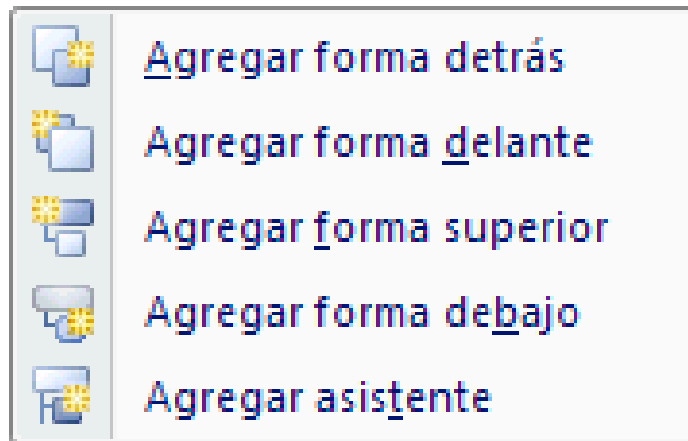 Agregar forma detrás
Agregar forma delante
Agregar forma superior
Agregar forma debajo
Agregar asistente